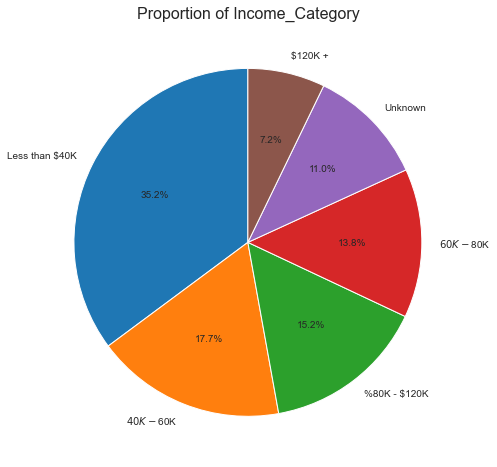 Proportion of Income_Category
$120K +
Unknown
Less than $40K
7.2%
11.0%
35.2%
13.8%
60K − $80K
15.2%
17.7%
%80K - $120K
40K − $60K